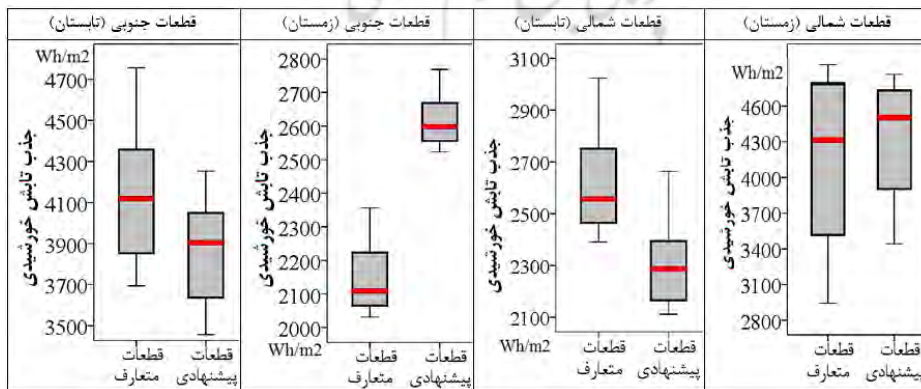 قطعات جنوبی (تابستان)
Wh/m2
4700
4500
4300
4100
3900
3700
3500
جذب تابش خورشیدی
قطعات متعارف
قطعات پیشنهادی
قطعات جنوبی (زمستان)
2800
2700
2600
2500
2400
2300
2200
2100
2000
Wh/m2
جذب تابش خورشیدی
قطعات متعارف
قطعات پیشنهادی
قطعات شمالی (تابستان)
3100
2700
2500
2300
2100
Wh/m2
جذب تابش خورشیدی
قطعات متعارف
قطعات پیشنهادی
قطعات شمالی (زمستان)
Wh/m2
4600
4300
4000
3700
3400
3100
2800
جذب تابش خورشیدی
قطعات متعارف
قطعات پیشنهادی